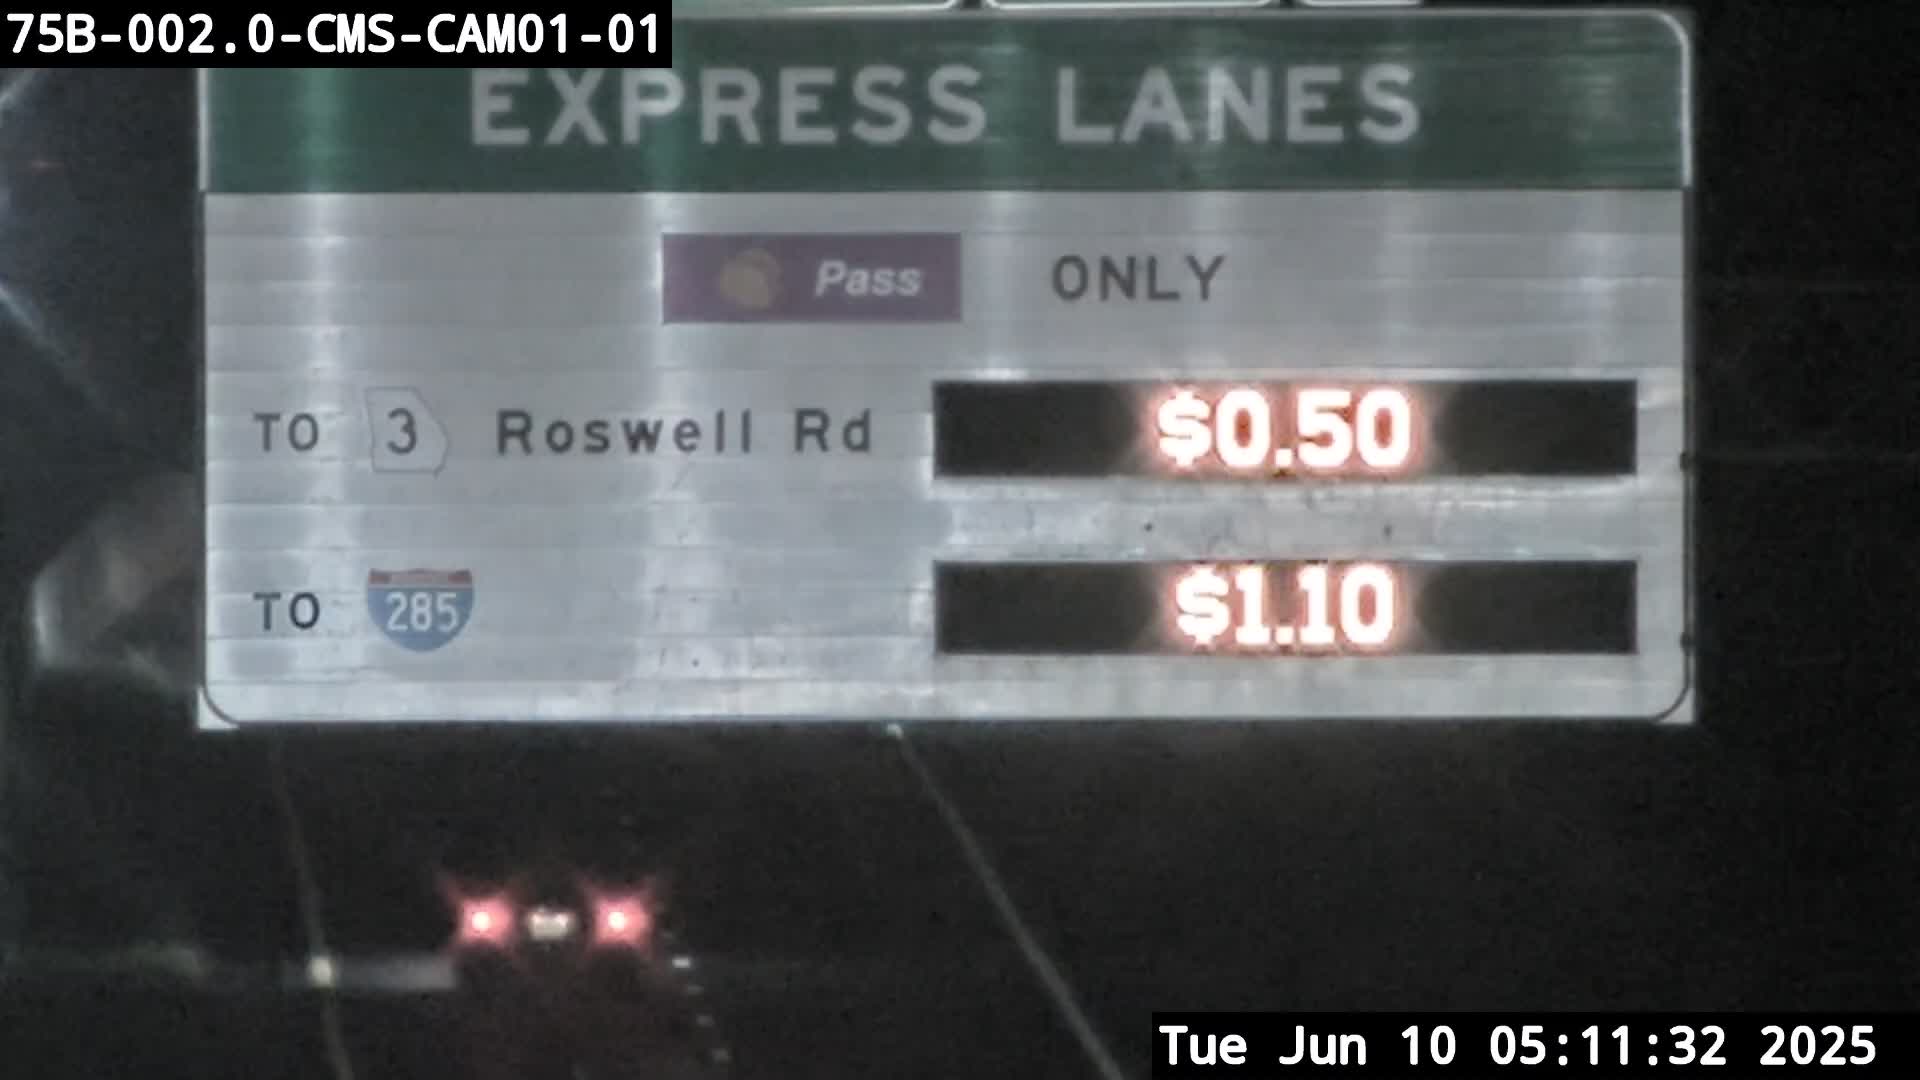 75B-002.0-CMS-CAM01-01
EXPRESS LANES
Pass ONLY
TO 3 Roswell Rd $0.50
TO 285 $1.10
Tue Jun 10 05:11:32 2025